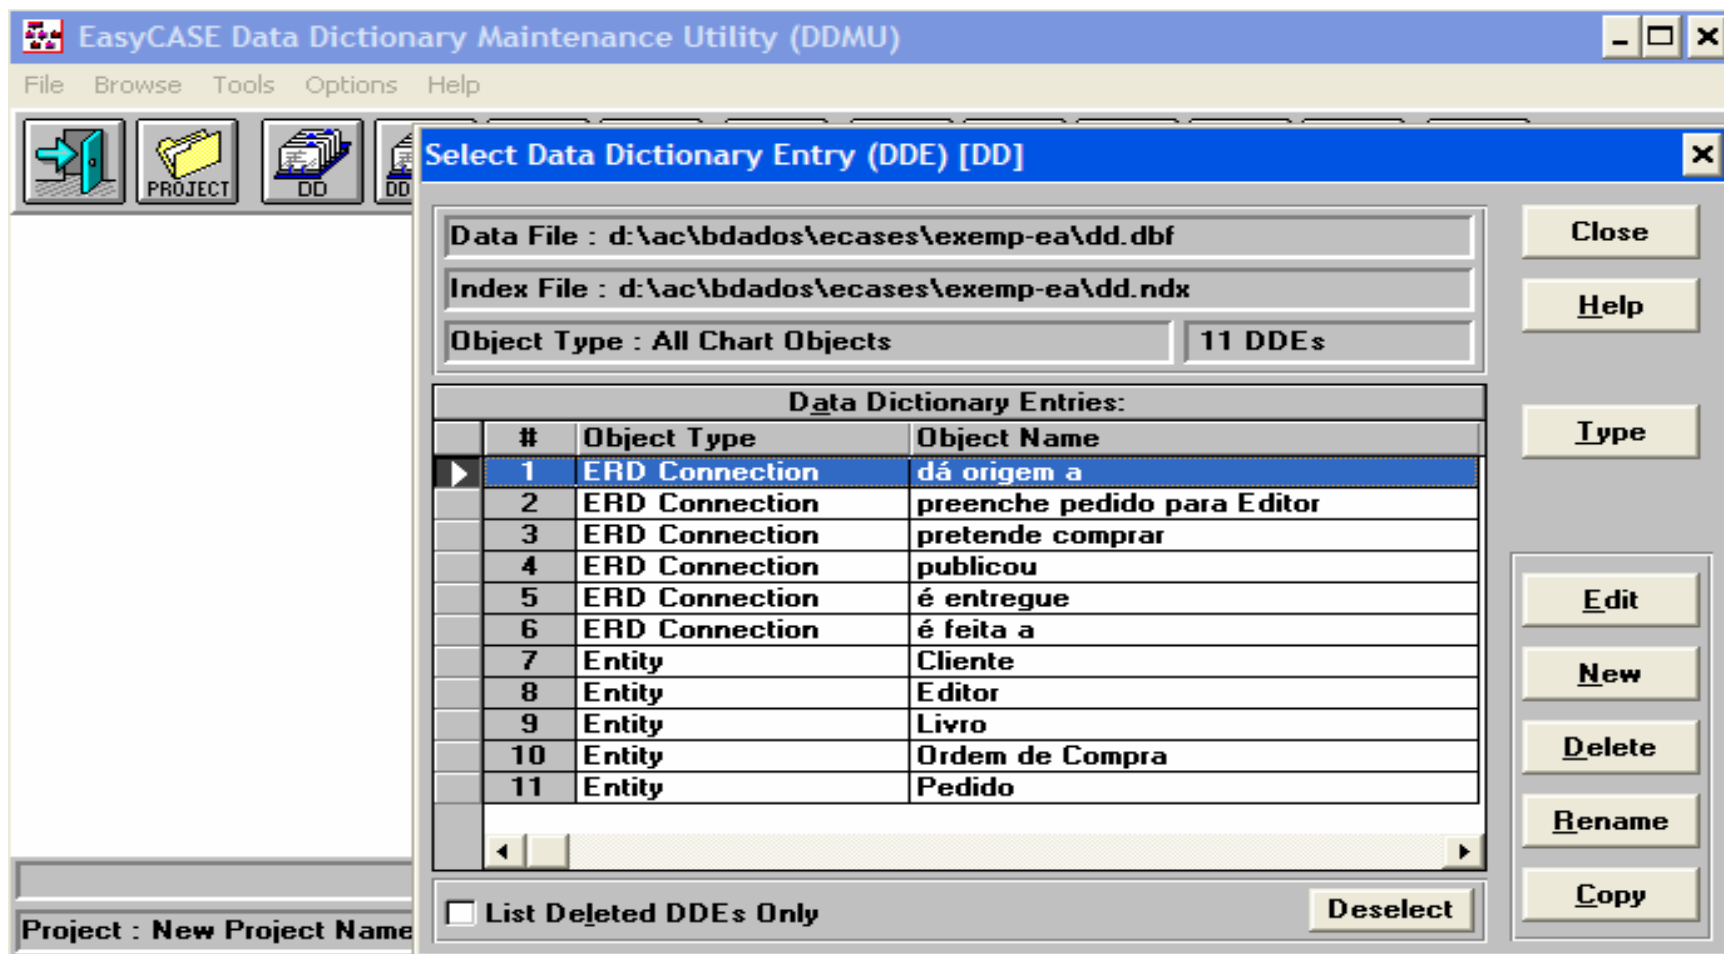 EasyCASE Data Dictionary Maintenance Utility (DDMU)
File Browse Tools Options Help
PROJECT DD DD
Select Data Dictionary Entry (DDE) [DD]
Data File : d:\ac\bdados\ecases\exemp-ea\dd.dbf
Index File : d:\ac\bdados\ecases\exemp-ea\dd.ndx
Object Type : All Chart Objects 11 DDEs
Close
Help
Type
Data Dictionary Entries:
# Object Type Object Name
1 ERD Connection dá origem a
2 ERD Connection preenche pedido para Editor
3 ERD Connection pretende comprar
4 ERD Connection publicou
5 ERD Connection é entregue
6 ERD Connection é feita a
7 Entity Cliente
8 Entity Editor
9 Entity Livro
10 Entity Ordem de Compra
11 Entity Pedido
Edit
New
Delete
Rename
Copy
List Deleted DDEs Only Deselect
Project : New Project Name